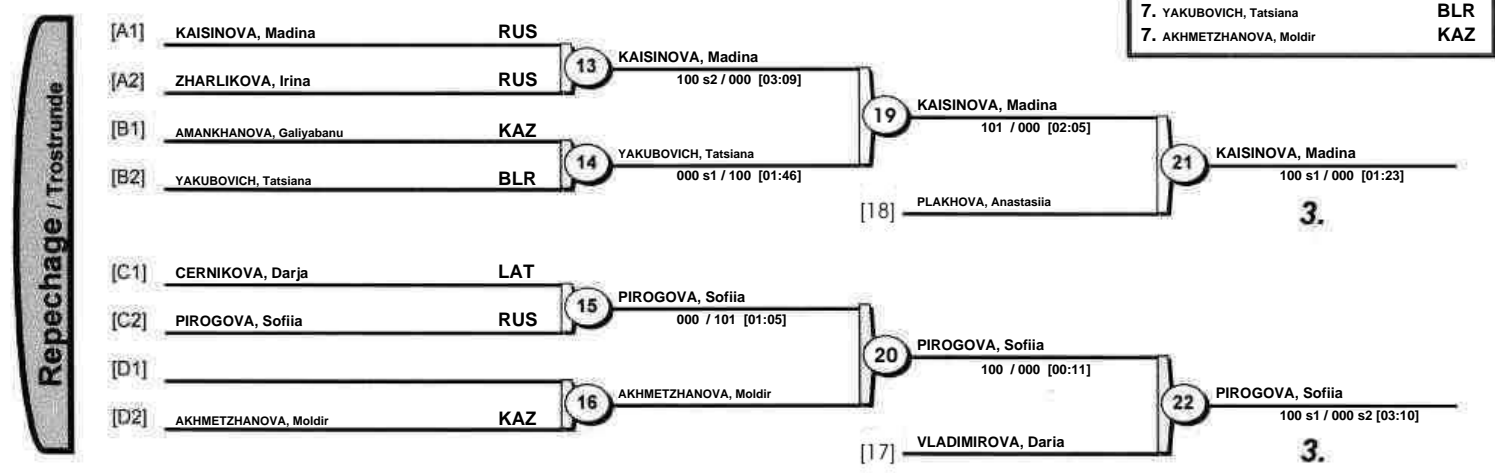 7. YAKUBOVICH, Tatsiana BLR
7. AKHMETZHANOVA, Moldir KAZ
Repechage / Trostrunde
[A1] KAISINOVA, Madina RUS
13 KAISINOVA, Madina
100 s2 / 000 [03:09]
[A2] ZHARLIKOVA, Irina RUS
19 KAISINOVA, Madina
101 / 000 [02:05]
[B1] AMANKHANOVA, Galiyabanu KAZ
14 YAKUBOVICH, Tatsiana
000 s1 / 100 [01:46]
[B2] YAKUBOVICH, Tatsiana BLR
21 KAISINOVA, Madina
100 s1 / 000 [01:23]
[18] PLAKHOVA, Anastasiia
3.
[C1] CERNIKOVA, Darja LAT
15 PIROGOVA, Sofiia
000 / 101 [01:05]
[C2] PIROGOVA, Sofiia RUS
20 PIROGOVA, Sofiia
100 / 000 [00:11]
[D1]
16 AKHMETZHANOVA, Moldir
[D2] AKHMETZHANOVA, Moldir KAZ
22 PIROGOVA, Sofiia
100 s1 / 000 s2 [03:10]
[17] VLADIMIROVA, Daria
3.